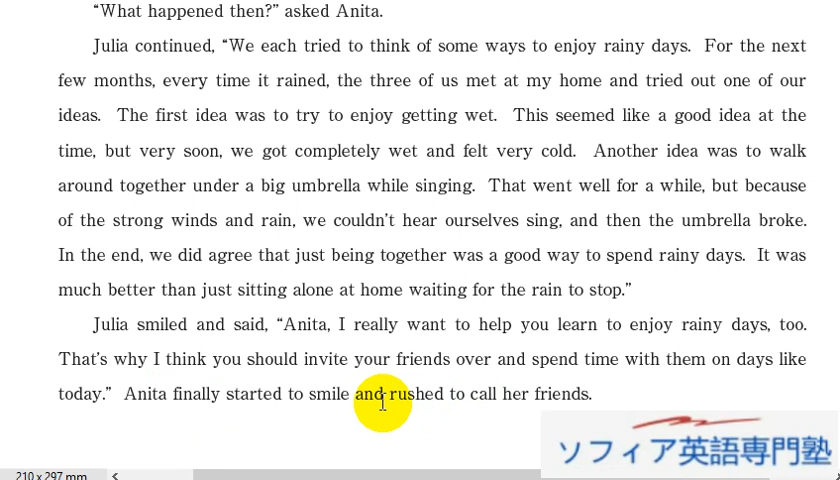 “What happened then?” asked Anita.
Julia continued, “We each tried to think of some ways to enjoy rainy days. For the next
few months, every time it rained, the three of us met at my home and tried out one of our
ideas. The first idea was to try to enjoy getting wet. This seemed like a good idea at the
time, but very soon, we got completely wet and felt very cold. Another idea was to walk
around together under a big umbrella while singing. That went well for a while, but because
of the strong winds and rain, we couldn’t hear ourselves sing, and then the umbrella broke.
In the end, we did agree that just being together was a good way to spend rainy days. It was
much better than just sitting alone at home waiting for the rain to stop.”
Julia smiled and said, “Anita, I really want to help you learn to enjoy rainy days, too.
That’s why I think you should invite your friends over and spend time with them on days like
today.” Anita finally started to smile and rushed to call her friends.
ソフィア英語専門塾
210 x 297 mm